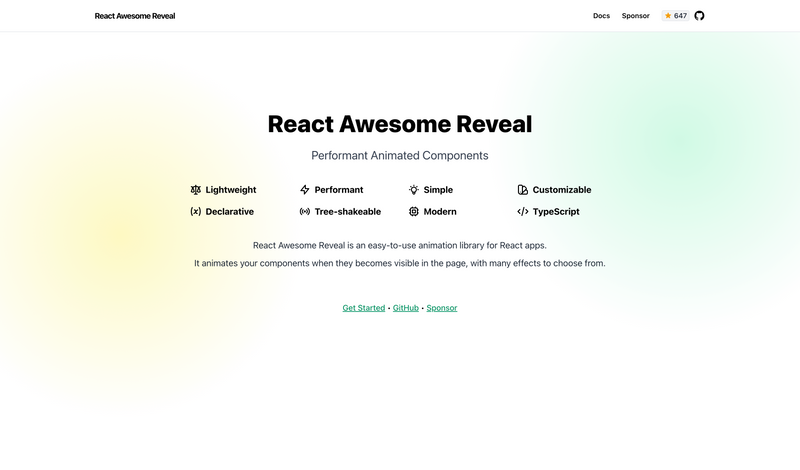 React Awesome Reveal
Docs Sponsor 647
React Awesome Reveal
Performant Animated Components
Lightweight Performant Simple Customizable
Declarative Tree-shakeable Modern TypeScript
React Awesome Reveal is an easy-to-use animation library for React apps.
It animates your components when they becomes visible in the page, with many effects to choose from.
Get Started • GitHub • Sponsor